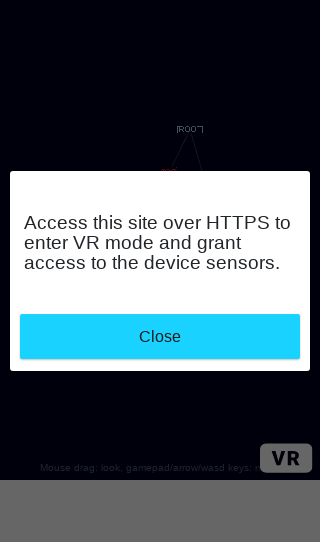 [ROOT]
Access this site over HTTPS to
enter VR mode and grant
access to the device sensors.
Close
VR
Mouse drag: look, gamepad/arrow/wasd keys: